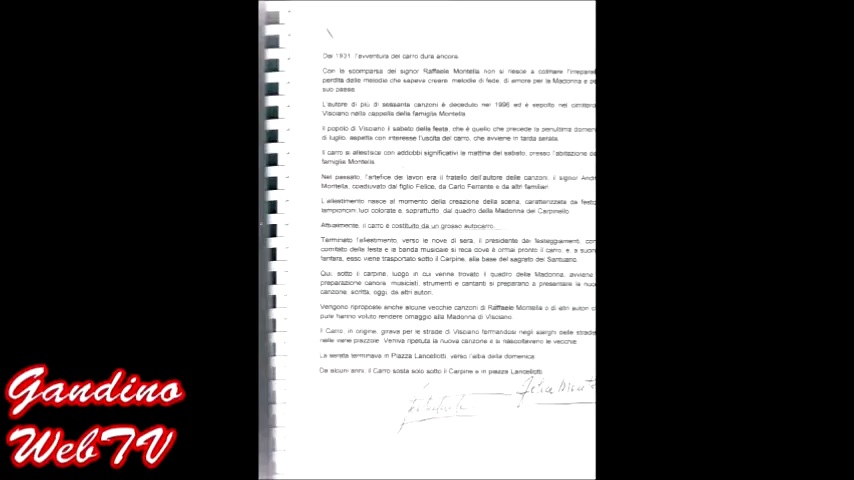 Dal 1931 l'avventura del carro dura ancora.
Con la scomparsa del signor Raffaele Montella non si riesce a colmare l'irrepara
perdita delle melodie che sapeva creare: melodie di fede, di amore per la Madonna e pe
suo paese.
L'autore di più di sessanta canzoni è deceduto nel 1996 ed è sepolto nel cimitero
Visciano nella cappella della famiglia Montella.
Il popolo di Visciano il sabato della festa, che è quello che precede la penultima domen
di luglio, aspetta con interesse l'uscita del carro, che avviene in tarda serata.
Il carro si allestisce con addobbi significativi la mattina del sabato, presso l'abitazione de
famiglia Montella.
Nel passato, l'artefice dei lavori era il fratello dell'autore delle canzoni, il signor Andr
Montella, coadiuvato dal figlio Felice, da Carlo Ferrante e da altri familiari.
L'allestimento nasce al momento della creazione della scena, caratterizzata da festo
lamponcini, luci colorate e, soprattutto, dal quadro della Madonna del Carpinello.
Attualmente, il carro è costituito da un grosso autocarro.
Terminato l'allestimento, verso le nove di sera, il presidente dei festeggiamenti, con
comitato della festa e la banda musicale si reca dove è ormai pronto il carro, e, a suon
fanfara, esso viene trasportato sotto il Carpine, alla base del sagrato del Santuario.
Qui, sotto il carpine, luogo in cui venne trovato il quadro della Madonna, avviene
preparazione canora: musicisti, strumenti e cantanti si preparano a presentare la nuo
canzone, scritta, oggi, da altri autori.
Vengono riproposte anche alcune vecchie canzoni di Raffaele Montella o di altri autori c
pure hanno voluto rendere omaggio alla Madonna di Visciano.
Il Carro, in origine, girava per le strade di Visciano fermandosi negli slarghi delle strade
nelle varie piazzole. Veniva ripetuta la nuova canzone e si riascoltavano le vecchie.
La serata terminava in Piazza Lancellotti, verso l'alba della domenica.
Da alcuni anni, il Carro sosta solo sotto il Carpine e in piazza Lancellotti.
Gandino
WebTV